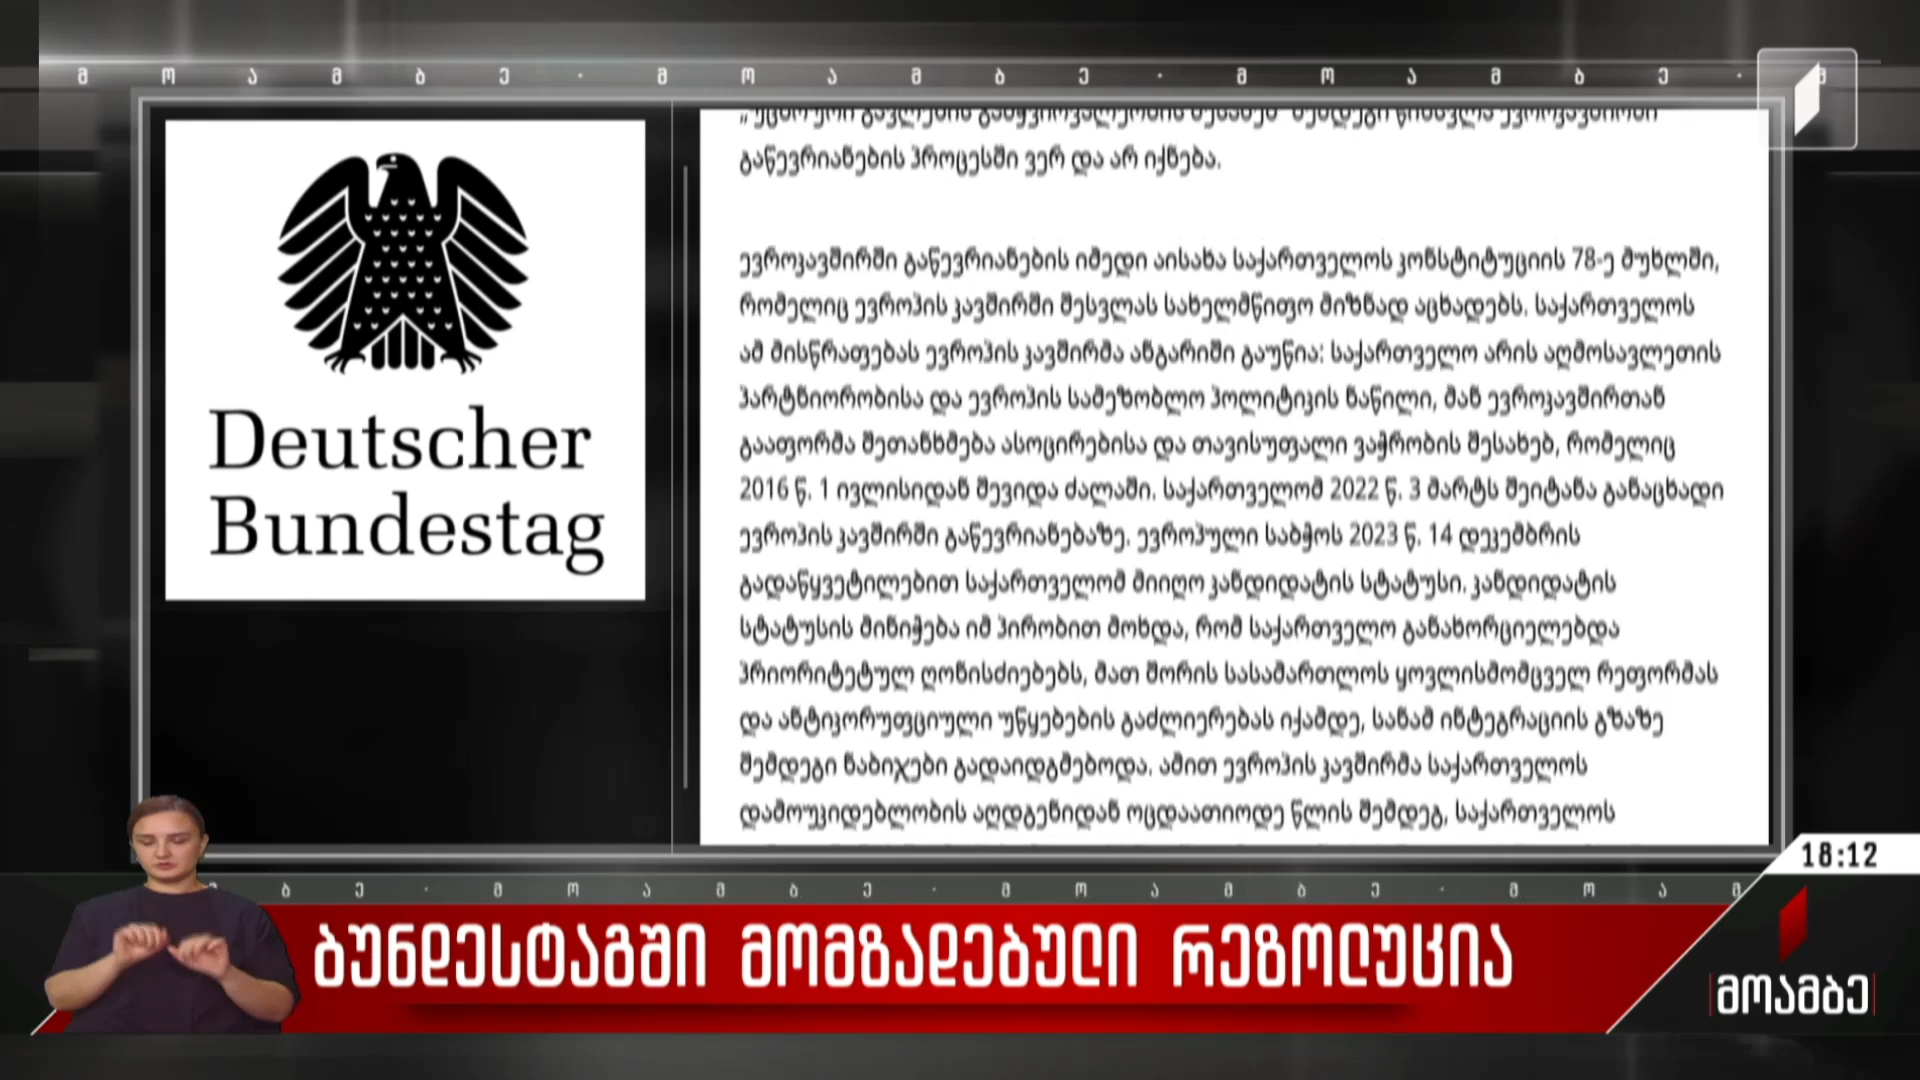 მ ო ა მ ბ ე · მ ო ა მ ბ ე · მ ო ა მ ბ ე · მ
გაწევრიანების პროცესში ვერ და არ იქნება.
ევროკავშირში გაწევრიანების იმედი აისახა საქართველოს კონსტიტუციის 78-ე მუხლში,
რომელიც ევროპის კავშირში შესვლას სახელმწიფო მიზნად აცხადებს. საქართველოს
ამ მისწრაფებას ევროპის კავშირმა ანგარიში გაუწია: საქართველო არის აღმოსავლეთის
პარტნიორობისა და ევროპის სამეზობლო პოლიტიკის ნაწილი, მან ევროკავშირთან
გააფორმა შეთანხმება ასოცირებისა და თავისუფალი ვაჭრობის შესახებ, რომელიც
2016 წ. 1 ივლისიდან შევიდა ძალაში. საქართველომ 2022 წ. 3 მარტს შეიტანა განაცხადი
ევროპის კავშირში გაწევრიანებაზე. ევროპული საბჭოს 2023 წ. 14 დეკემბრის
გადაწყვეტილებით საქართველომ მიიღო კანდიდატის სტატუსი. კანდიდატის
სტატუსის მინიჭება იმ პირობით მოხდა, რომ საქართველო განახორციელებდა
პრიორიტეტულ ღონისძიებებს, მათ შორის სასამართლოს ყოვლისმომცველ რეფორმას
და ანტიკორუფციული უწყებების გაძლიერებას იქამდე, სანამ ინტეგრაციის გზაზე
შემდეგი ნაბიჯები გადაიდგმებოდა. ამით ევროპის კავშირმა საქართველოს
დამოუკიდებლობის აღდგენიდან ოცდაათიოდე წლის შემდეგ, საქართველოს
Deutscher
Bundestag
18:12
ბ ე · მ ო ა მ ბ ე · მ ო ა მ ბ ე · მ ო ა მ
ბუნდესტაგში მომზადებული რეზოლუცია
მოამბე